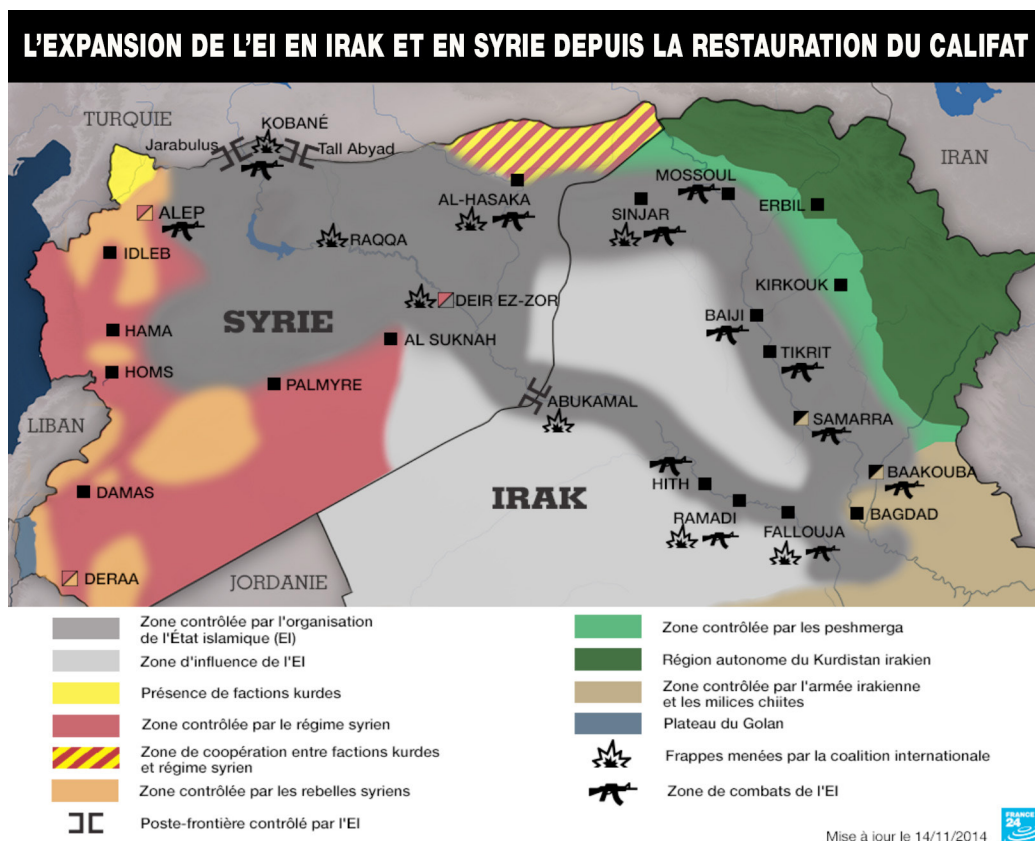 L'EXPANSION DE L'EI EN IRAK ET EN SYRIE DEPUIS LA RESTAURATION DU CALIFAT
TURQUIE
KOBANÉ
Jarabulus
Tall Abyad
IRAN
MOSSOUL
ALEP
AL-HASAKA
SINJAR
ERBIL
RAQQA
IDLEB
KIRKOUK
DEIR EZ-ZOR
SYRIE
BAIJI
HAMA
AL SUKNAH
TIKRIT
HOMS
PALMYRE
ABUKAMAL
LIBAN
SAMARRA
BAAKOUBA
HITH
DAMAS
IRAK
RAMADI
BAGDAD
FALLOUJA
DERAA
JORDANIE
Zone contrôlée par l'organisation
de l'État islamique (EI)
Zone d'influence de l'EI
Présence de factions kurdes
Zone contrôlée par le régime syrien
Zone de coopération entre factions kurdes
et régime syrien
Zone contrôlée par les rebelles syriens
Poste-frontière contrôlé par l'EI
Zone contrôlée par les peshmerga
Région autonome du Kurdistan irakien
Zone contrôlée par l'armée irakienne
et les milices chiites
Plateau du Golan
Frappes menées par la coalition internationale
Zone de combats de l'EI
Mise à jour le 14/11/2014
FRANCE
24